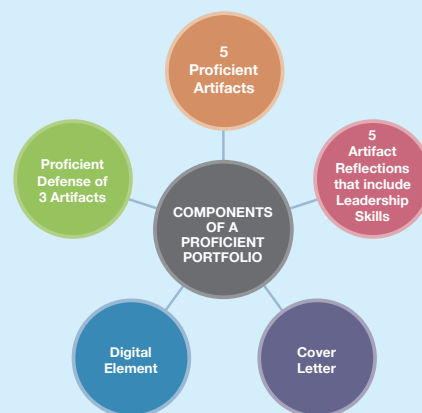 5
Proficient
Artifacts
5
Artifact
Reflections
that include
Leadership
Skills
Proficient
Defense of
3 Artifacts
COMPONENTS
OF A
PROFICIENT
PORTFOLIO
Digital
Element
Cover
Letter